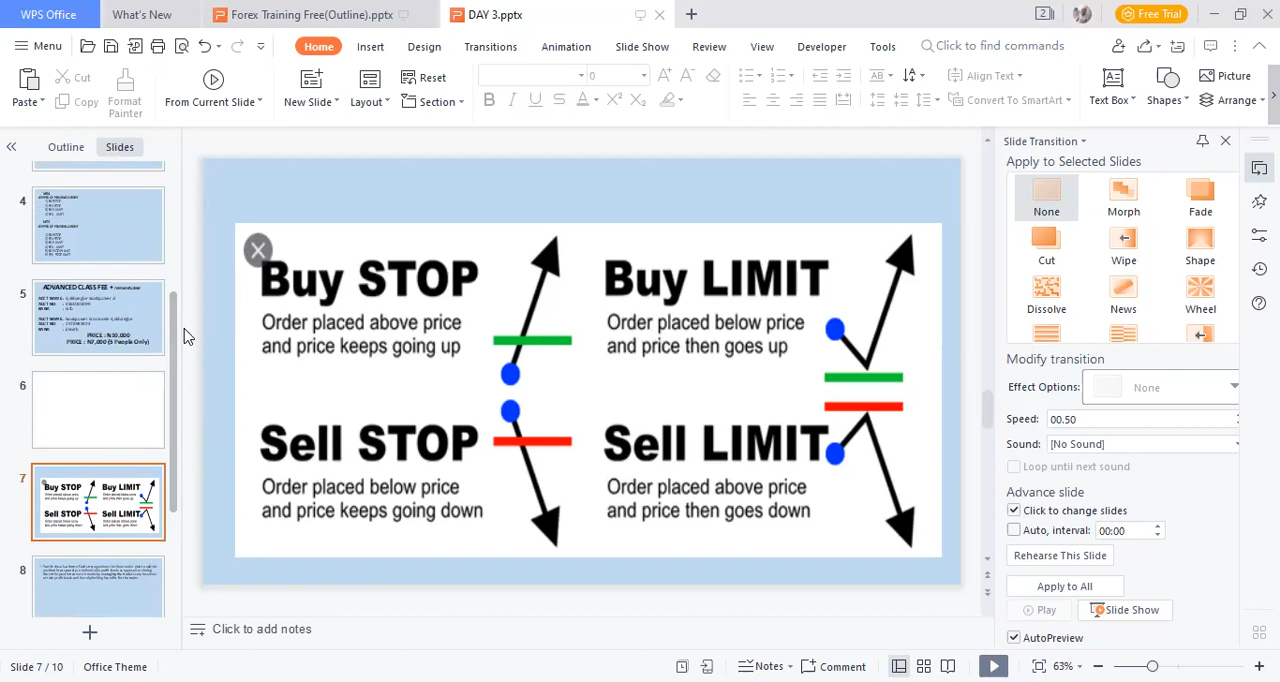 WPS Office What's New Forex Training Free(Outline).pptx DAY 3.pptx Free Trial
Menu Home Insert Design Transitions Animation Slide Show Review View Developer Tools Click to find commands
Paste Cut Copy Format Painter From Current Slide New Slide Layout Reset Section 0 Align Text Convert To SmartArt Text Box Shapes Picture Arrange
Outline Slides
4
5
ADVANCED CLASS FEE
PRICE : N10,000
PRICE : N7,000 (5 People Only)
6
7
8
Buy STOP
Order placed above price
and price keeps going up
Buy LIMIT
Order placed below price
and price then goes up
Sell STOP
Order placed below price
and price keeps going down
Sell LIMIT
Order placed above price
and price then goes down
Click to add notes
Slide Transition
Apply to Selected Slides
None Morph Fade
Cut Wipe Shape
Dissolve News Wheel
Modify transition
Effect Options: None
Speed: 00.50
Sound: [No Sound]
Loop until next sound
Advance slide
Click to change slides
Auto, interval: 00:00
Rehearse This Slide
Apply to All
Play Slide Show
AutoPreview
Slide 7 / 10 Office Theme Notes Comment 63%